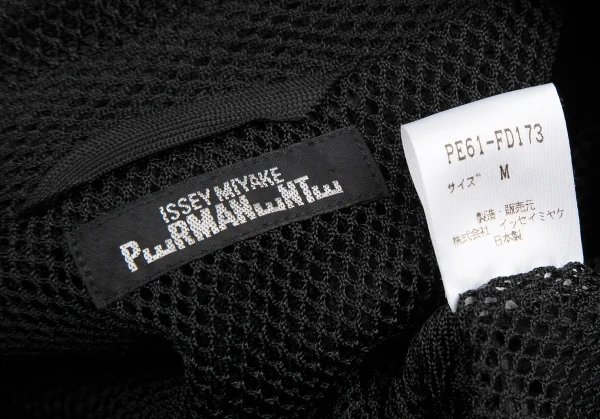 ISSEY MIYAKE
PERMANENTE
PE61-FD173
サイズ M
製造・販売元
株式会社 イッセイミヤケ
日本製